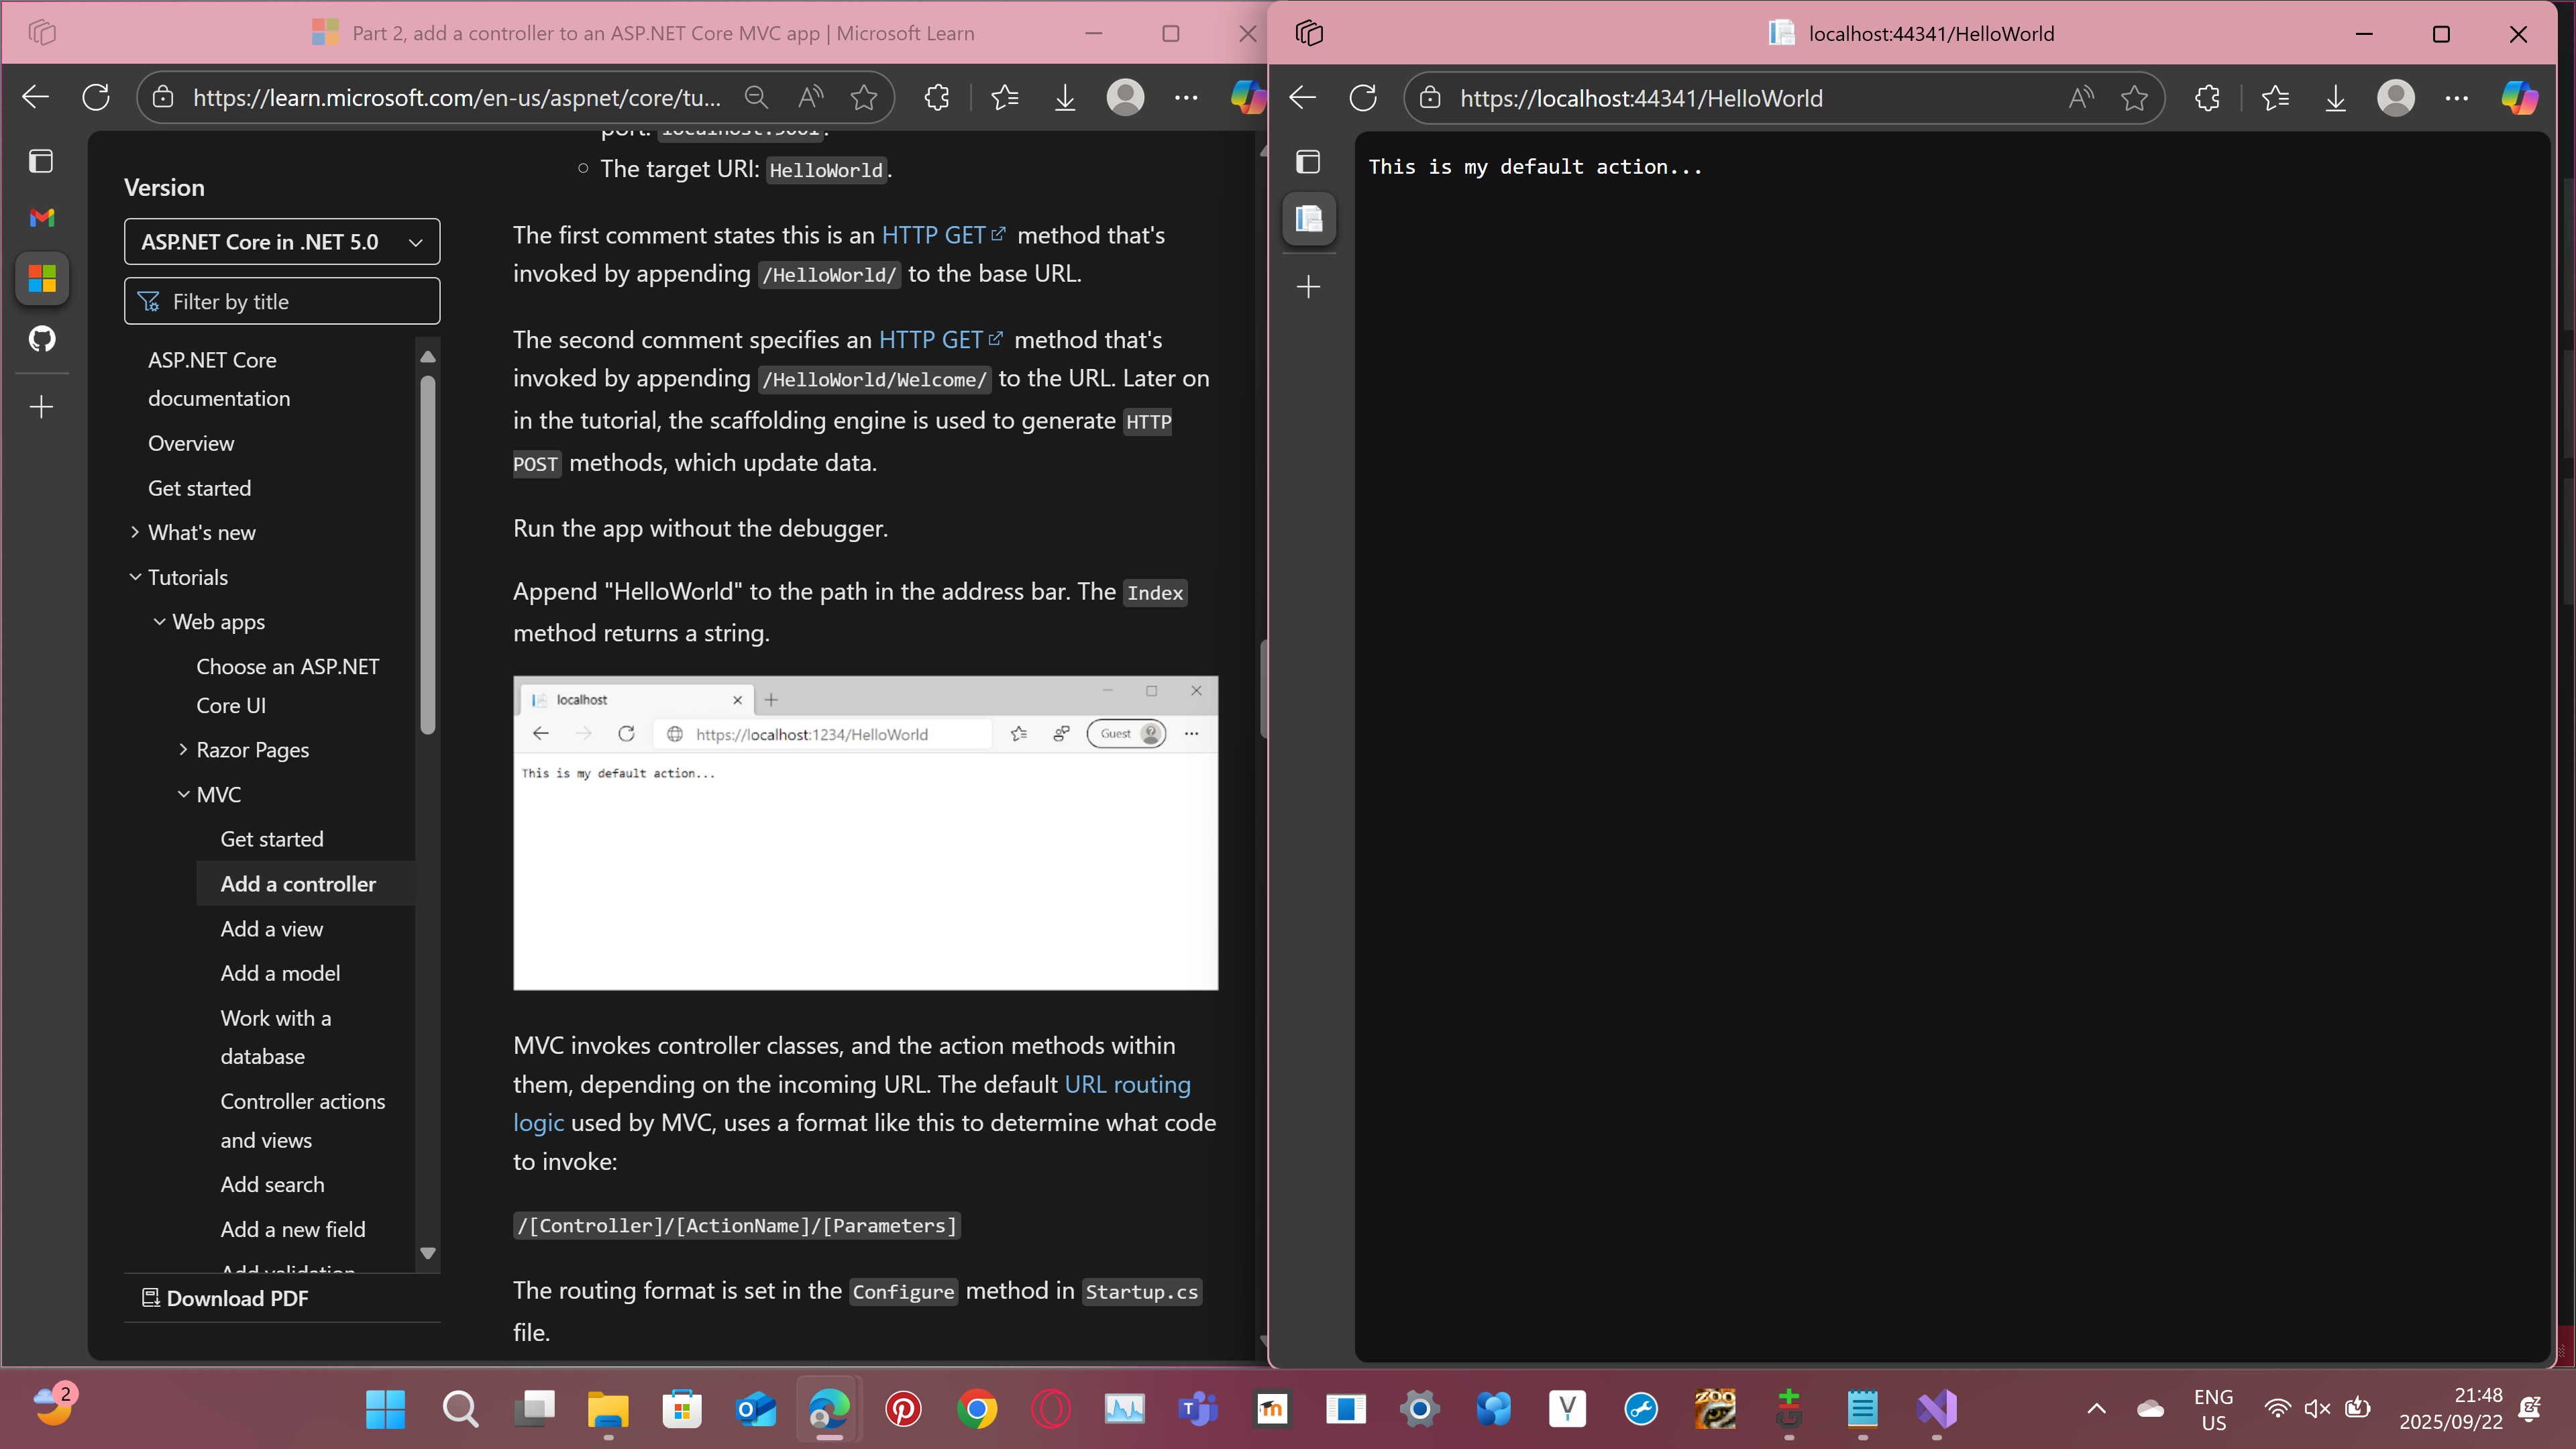 Part 2, add a controller to an ASP.NET Core MVC app | Microsoft Learn
https://learn.microsoft.com/en-us/aspnet/core/tu...
Version
ASP.NET Core in .NET 5.0
Filter by title
ASP.NET Core
documentation
Overview
Get started
What's new
Tutorials
Web apps
Choose an ASP.NET
Core UI
Razor Pages
MVC
Get started
Add a controller
Add a view
Add a model
Work with a
database
Controller actions
and views
Add search
Add a new field
Add validation
Download PDF
port: localhost:5001.
The target URI: HelloWorld.
The first comment states this is an HTTP GET method that's
invoked by appending /HelloWorld/ to the base URL.
The second comment specifies an HTTP GET method that's
invoked by appending /HelloWorld/Welcome/ to the URL. Later on
in the tutorial, the scaffolding engine is used to generate HTTP
POST methods, which update data.
Run the app without the debugger.
Append "HelloWorld" to the path in the address bar. The Index
method returns a string.
localhost
https://localhost:1234/HelloWorld
Guest
This is my default action...
MVC invokes controller classes, and the action methods within
them, depending on the incoming URL. The default URL routing
logic used by MVC, uses a format like this to determine what code
to invoke:
/[Controller]/[ActionName]/[Parameters]
The routing format is set in the Configure method in Startup.cs
file.
localhost:44341/HelloWorld
https://localhost:44341/HelloWorld
This is my default action...
2
ENG
US
21:48
2025/09/22